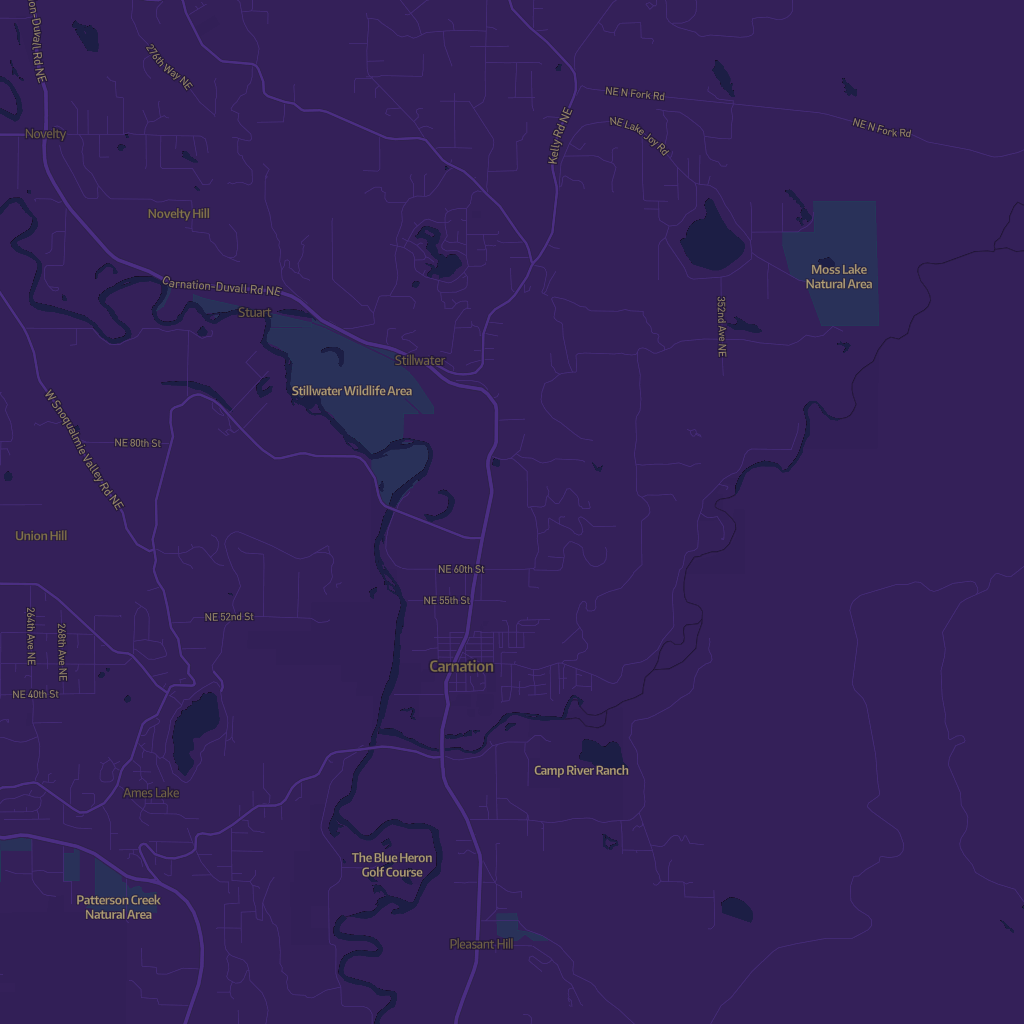 on-Duvall Rd NE
276th Way NE
NE N Fork Rd
NE Lake Joy Rd
NE N Fork Rd
Kelly Rd NE
Novelty
Novelty Hill
Carnation-Duvall Rd NE
Moss Lake
Natural Area
Stuart
352nd Ave NE
Stillwater
Stillwater Wildlife Area
W Snoqualmie Valley Rd NE
NE 80th St
Union Hill
NE 60th St
NE 55th St
264th Ave NE
268th Ave NE
NE 52nd St
Carnation
NE 40th St
Camp River Ranch
Ames Lake
The Blue Heron
Golf Course
Patterson Creek
Natural Area
Pleasant Hill